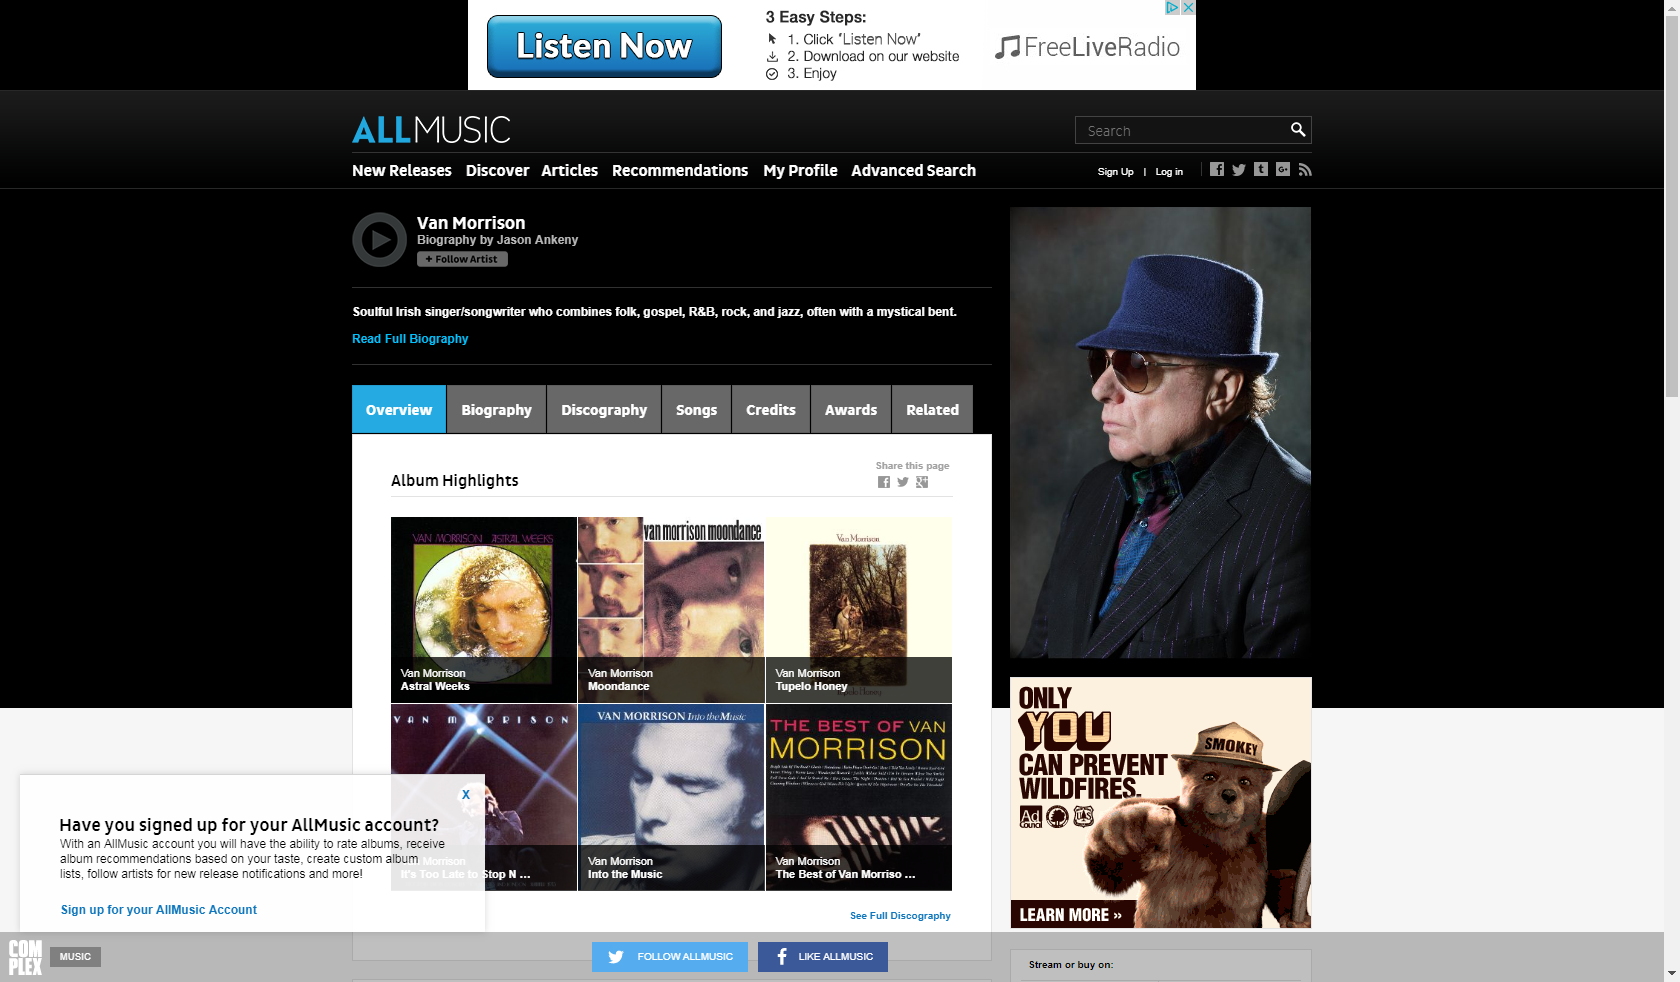 Listen Now
3 Easy Steps:
1. Click 'Listen Now'
2. Download on our website
3. Enjoy
FreeLiveRadio
ALLMUSIC
Search
New Releases Discover Articles Recommendations My Profile Advanced Search
Sign Up | Log in
Van Morrison
Biography by Jason Ankeny
+ Follow Artist
Soulful Irish singer/songwriter who combines folk, gospel, R&B, rock, and jazz, often with a mystical bent.
Read Full Biography
Overview Biography Discography Songs Credits Awards Related
Album Highlights
Share this page
VAN MORRISON ASTRAL WEEKS
Van Morrison
Astral Weeks
van morrison moondance
Van Morrison
Moondance
Van Morrison
Tupelo Honey
Van Morrison
Tupelo Honey
VAN MORRISON
Morrison
It's Too Late to Stop N ...
VAN MORRISON Into the Music
Van Morrison
Into the Music
THE BEST OF VAN
MORRISON
Van Morrison
The Best of Van Morriso ...
See Full Discography
X
Have you signed up for your AllMusic account?
With an AllMusic account you will have the ability to rate albums, receive
album recommendations based on your taste, create custom album
lists, follow artists for new release notifications and more!
Sign up for your AllMusic Account
ONLY
YOU
CAN PREVENT
WILDFIRES.
SMOKEY
Ad
Council
LEARN MORE »
COM
PLEX
MUSIC
FOLLOW ALLMUSIC
LIKE ALLMUSIC
Stream or buy on: